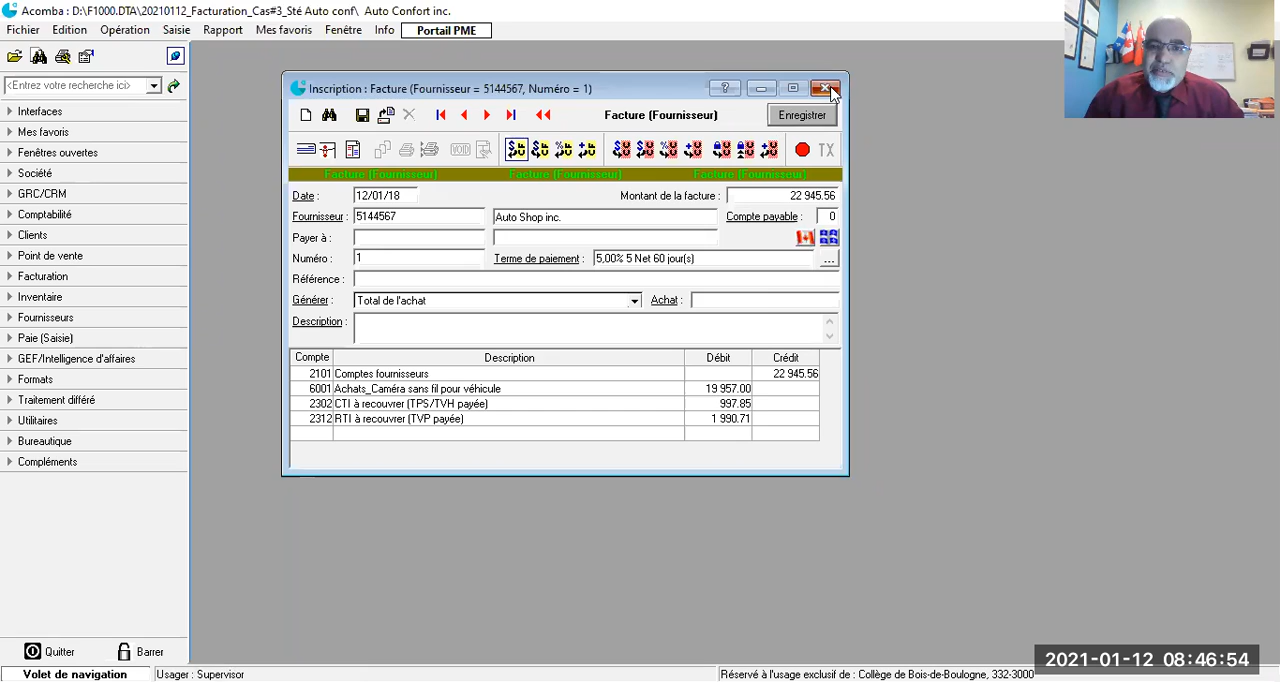 Acomba : D:\F1000.DTA\20210112_Facturation_Cas#3_Sté Auto conf\ Auto Confort inc.
Fichier Edition Opération Saisie Rapport Mes favoris Fenêtre Info Portail PME
<Entrez votre recherche ici>
Interfaces
Mes favoris
Fenêtres ouvertes
Société
GRC/CRM
Comptabilité
Clients
Point de vente
Facturation
Inventaire
Fournisseurs
Paie (Saisie)
GEF/Intelligence d'affaires
Formats
Traitement différé
Utilitaires
Bureautique
Compléments
Quitter Barrer
Volet de navigation
Inscription : Facture (Fournisseur = 5144567, Numéro = 1)
Facture (Fournisseur) Enregistrer
VOID TX
Facture (Fournisseur) Facture (Fournisseur) Facture (Fournisseur)
Date : 12/01/18 Montant de la facture : 22 945.56
Fournisseur : 5144567 Auto Shop inc. Compte payable : 0
Payer à :
Numéro : 1 Terme de paiement : 5,00% 5 Net 60 jour(s) ...
Référence :
Générer : Total de l'achat Achat :
Description :
Compte Description Débit Crédit
2101 Comptes fournisseurs 22 945.56
6001 Achats_Caméra sans fil pour véhicule 19 957.00
2302 CTI à recouvrer (TPS/TVH payée) 997.85
2312 RTI à recouvrer (TVP payée) 1 990.71
Usager : Supervisor
Réservé à l'usage exclusif de : Collège de Bois-de-Boulogne, 332-3000
2021-01-12 08:46:54